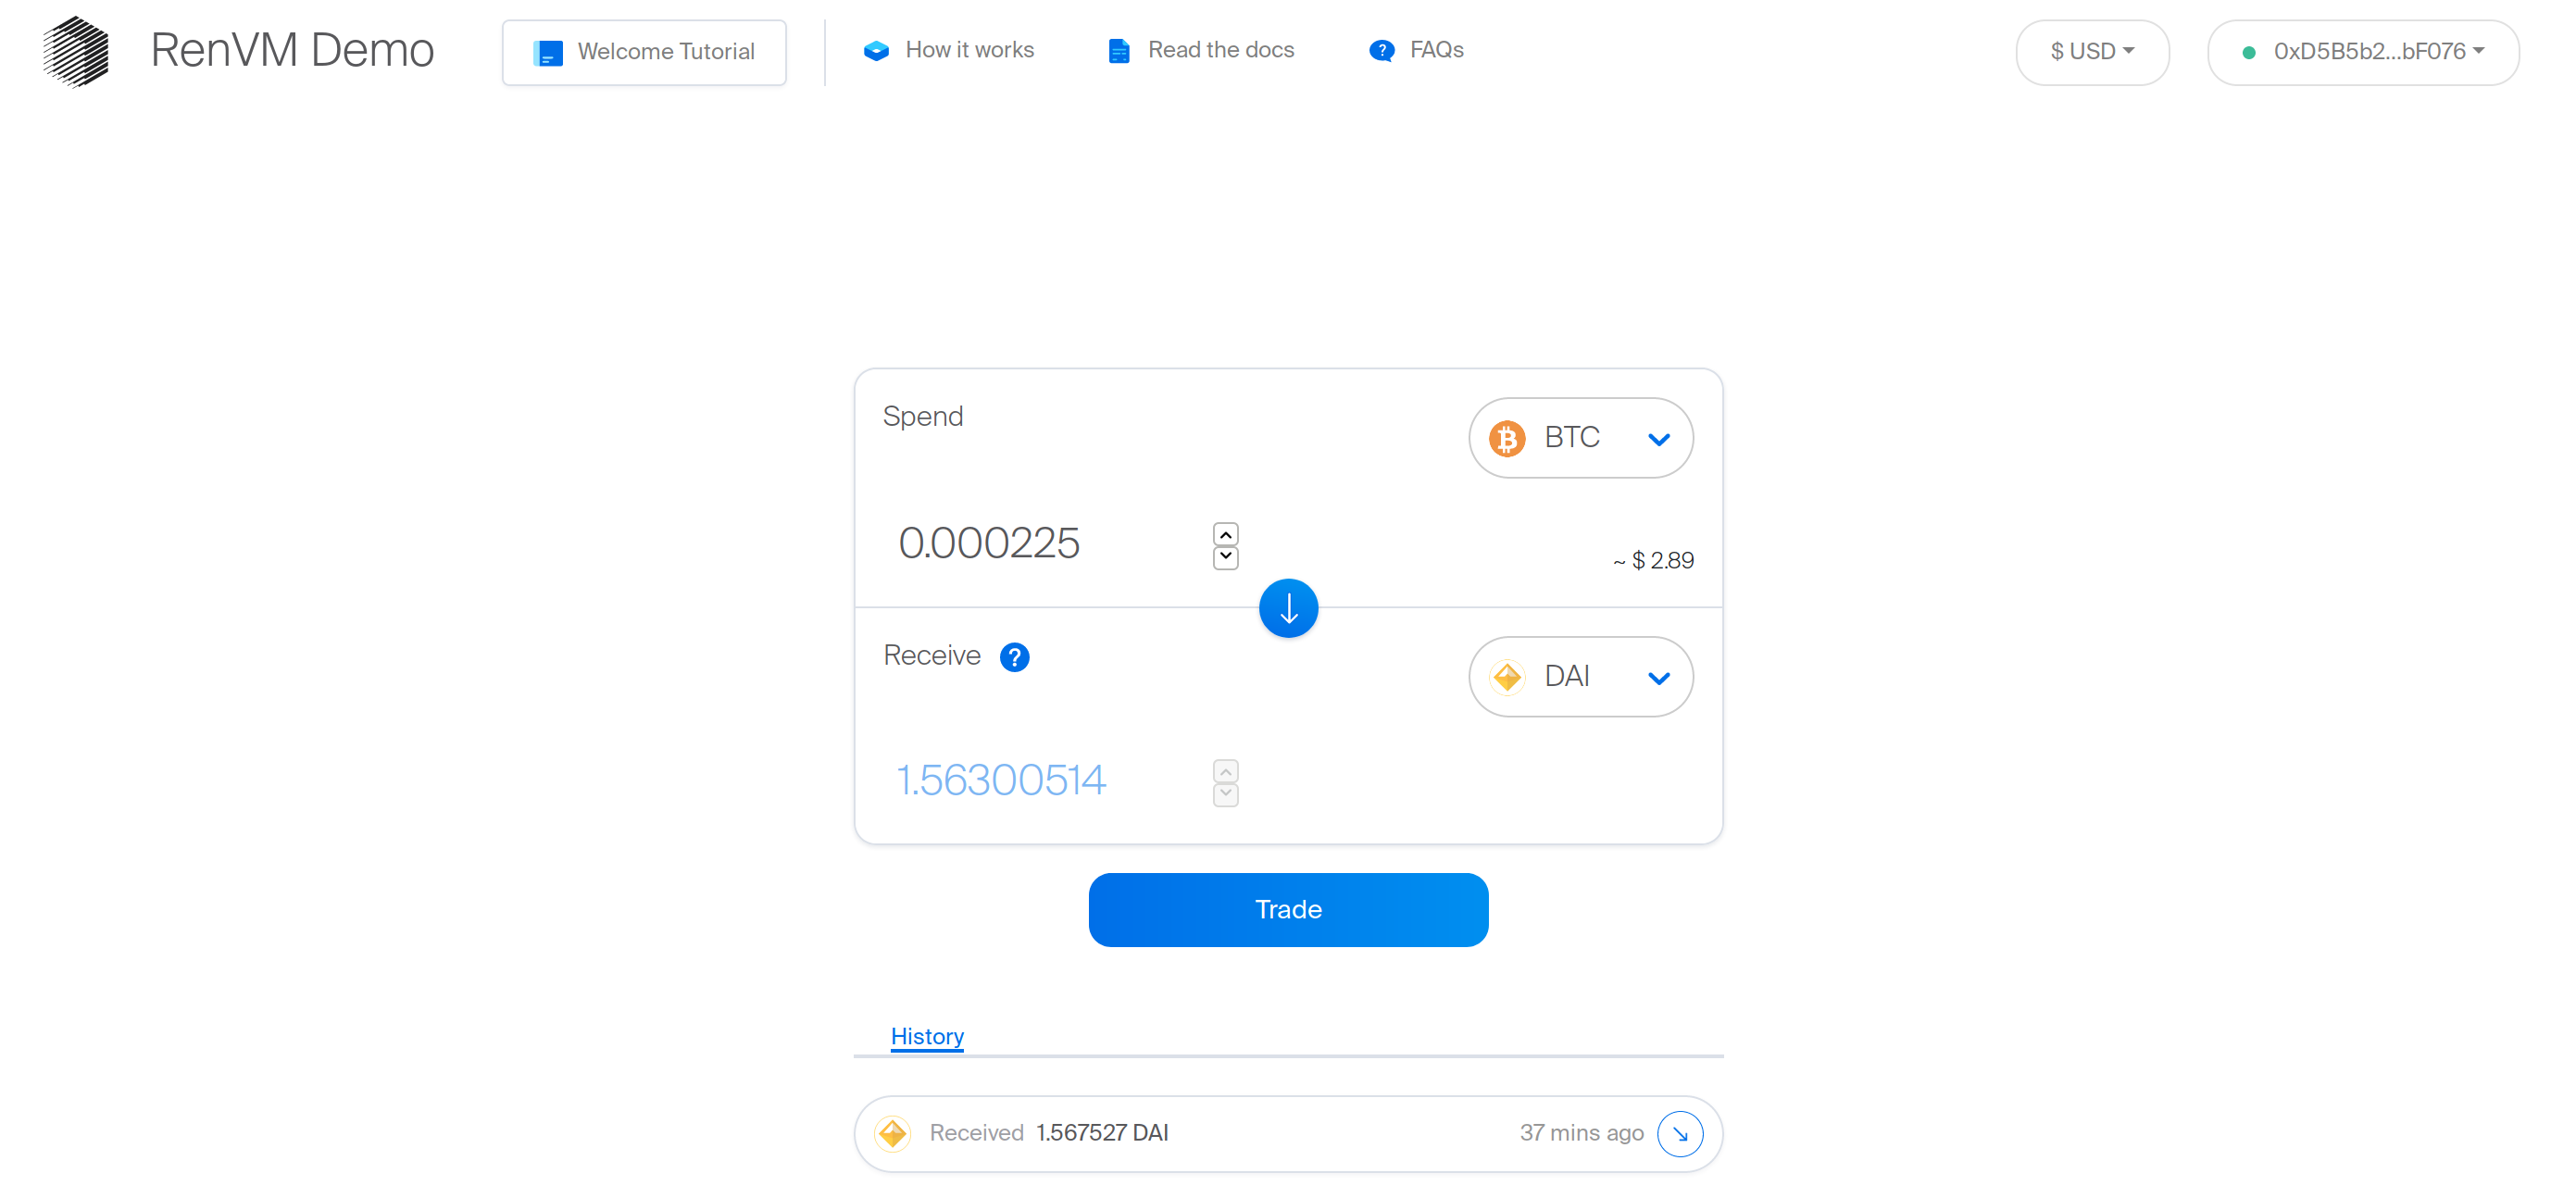 RenVM Demo
Welcome Tutorial
How it works
Read the docs
FAQs
$ USD
0xD5B5b2...bF076
Spend
BTC
0.000225
~ $ 2.89
Receive ?
DAI
1.56300514
Trade
History
Received 1.567527 DAI
37 mins ago